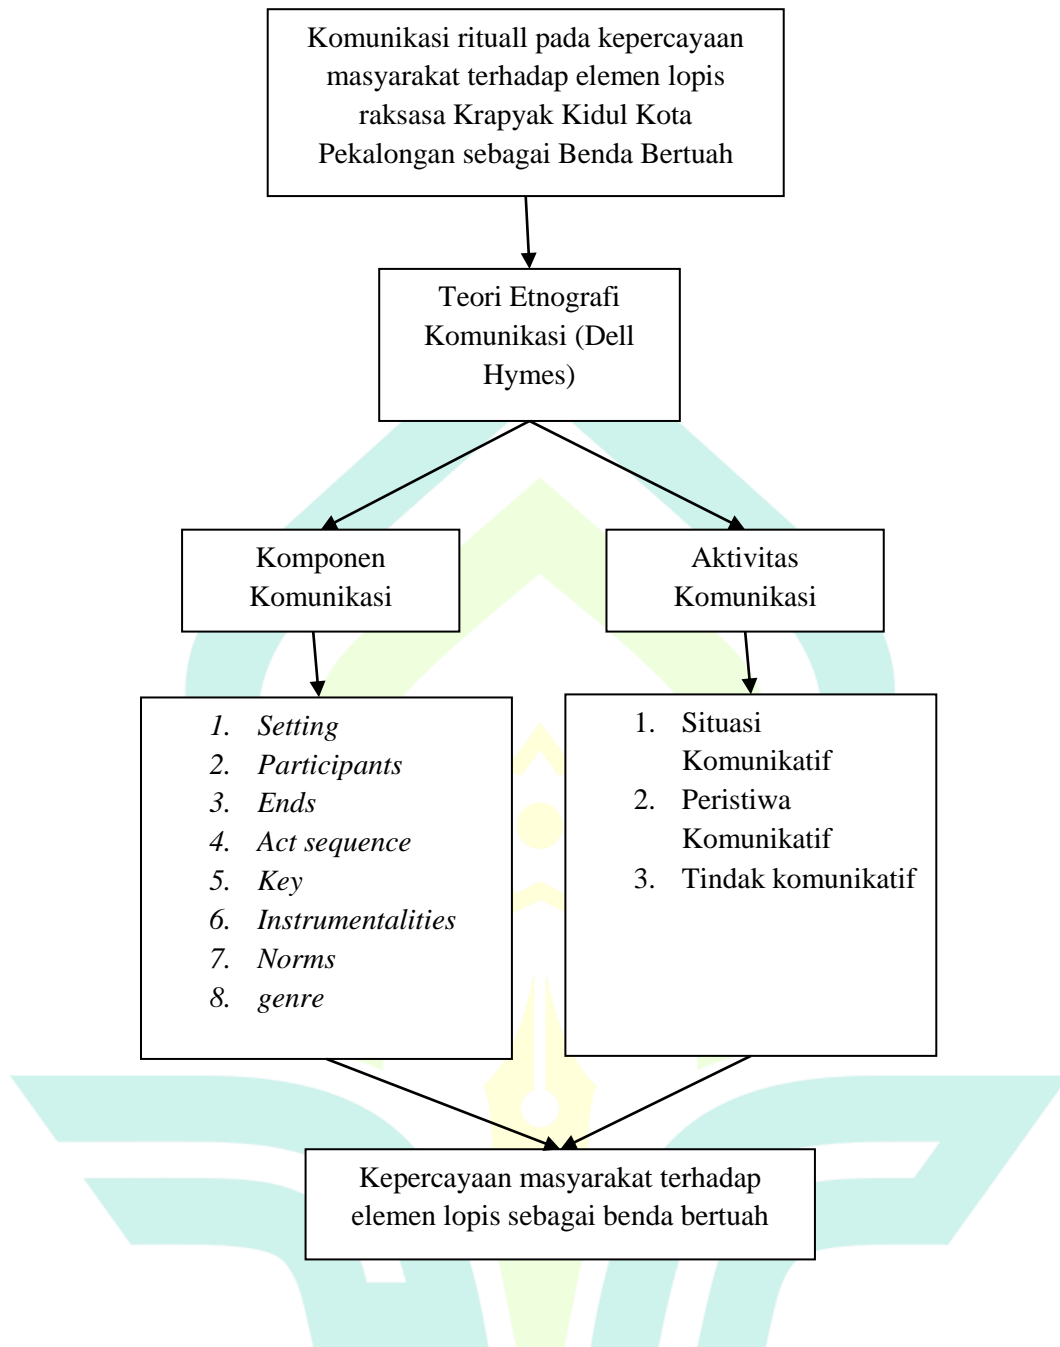 Komunikasi rituall pada kepercayaan
masyarakat terhadap elemen lopis
raksasa Krapyak Kidul Kota
Pekalongan sebagai Benda Bertuah
Teori Etnografi
Komunikasi (Dell
Hymes)
Komponen
Komunikasi
Aktivitas
Komunikasi
1. Setting
2. Participants
3. Ends
4. Act sequence
5. Key
6. Instrumentalities
7. Norms
8. genre
1. Situasi
Komunikatif
2. Peristiwa
Komunikatif
3. Tindak komunikatif
Kepercayaan masyarakat terhadap
elemen lopis sebagai benda bertuah